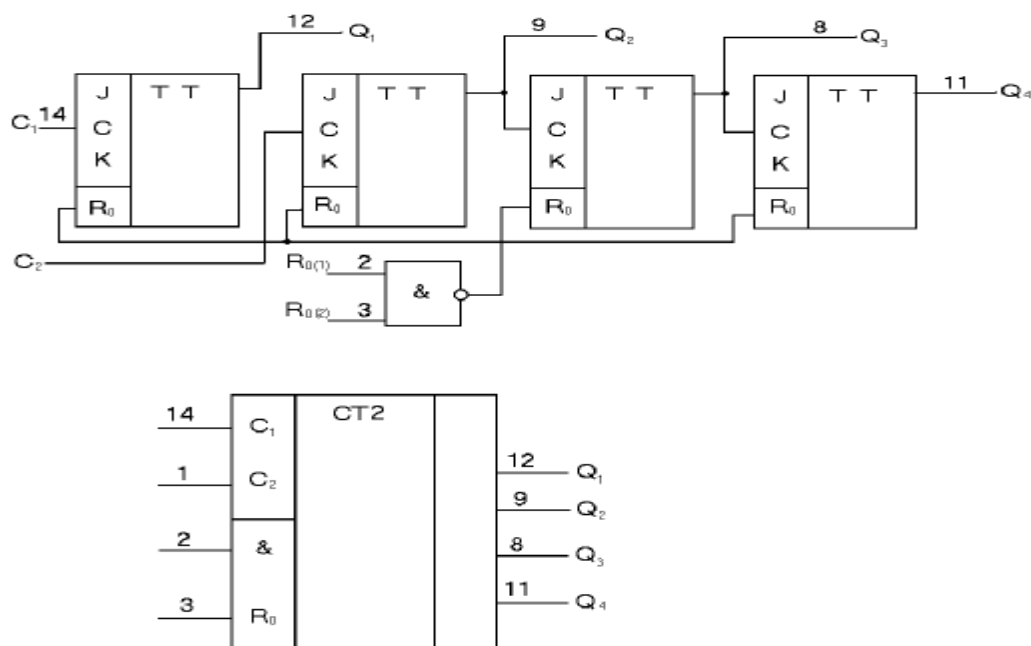 12 Q₁ 9 Q₂ 8 Q₃
J TT J TT J TT J TT 11 Q₄
C₁ 14 C C C C
K K K K
R₀ R₀ R₀ R₀
C₂ R₀₍₁₎ 2 &
R₀₍₂₎ 3
14 C₁ CT2
1 C₂ 12 Q₁
9 Q₂
2 & 8 Q₃
11 Q₄
3 R₀